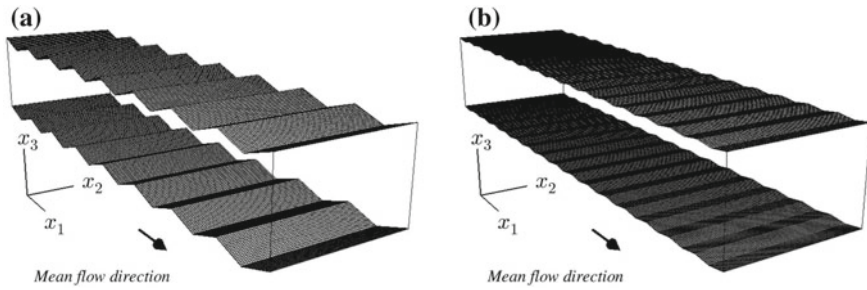 (a)
(b)
x₃
x₂
x₁
Mean flow direction
x₃
x₂
x₁
Mean flow direction